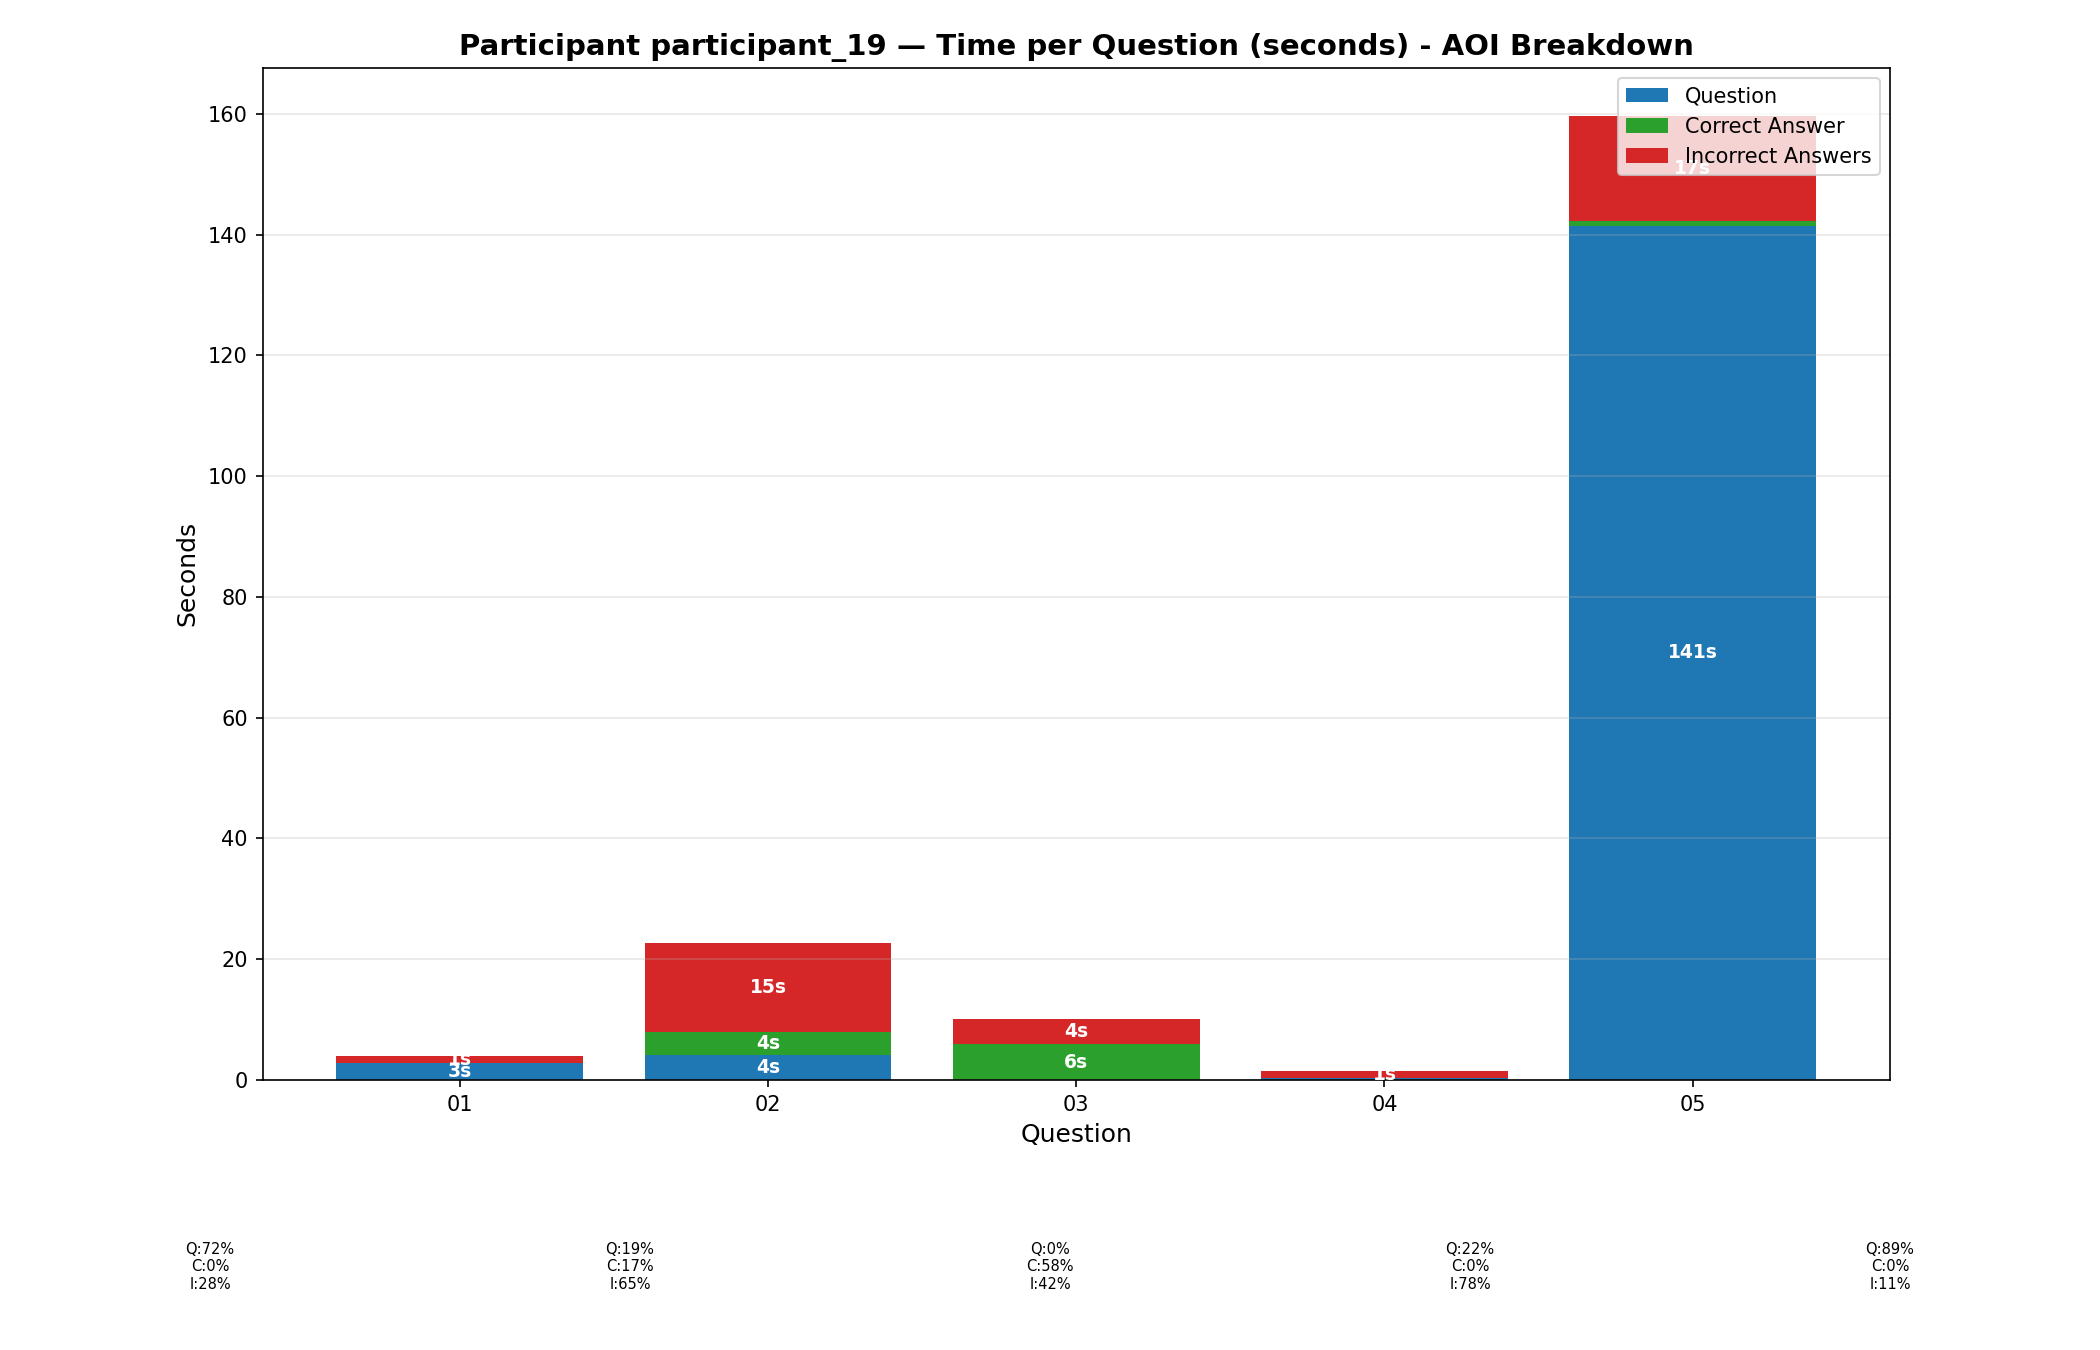 Participant participant_19 — Time per Question (seconds) - AOI Breakdown
Question
Correct Answer
Incorrect Answers
160
140
120
100
80
60
40
20
0
Seconds
17s
141s
15s
4s
4s
4s
6s
1s
3s
1s
01 02 03 04 05
Question
Q:72% Q:19% Q:0% Q:22% Q:89%
C:0% C:17% C:58% C:0% C:0%
I:28% I:65% I:42% I:78% I:11%